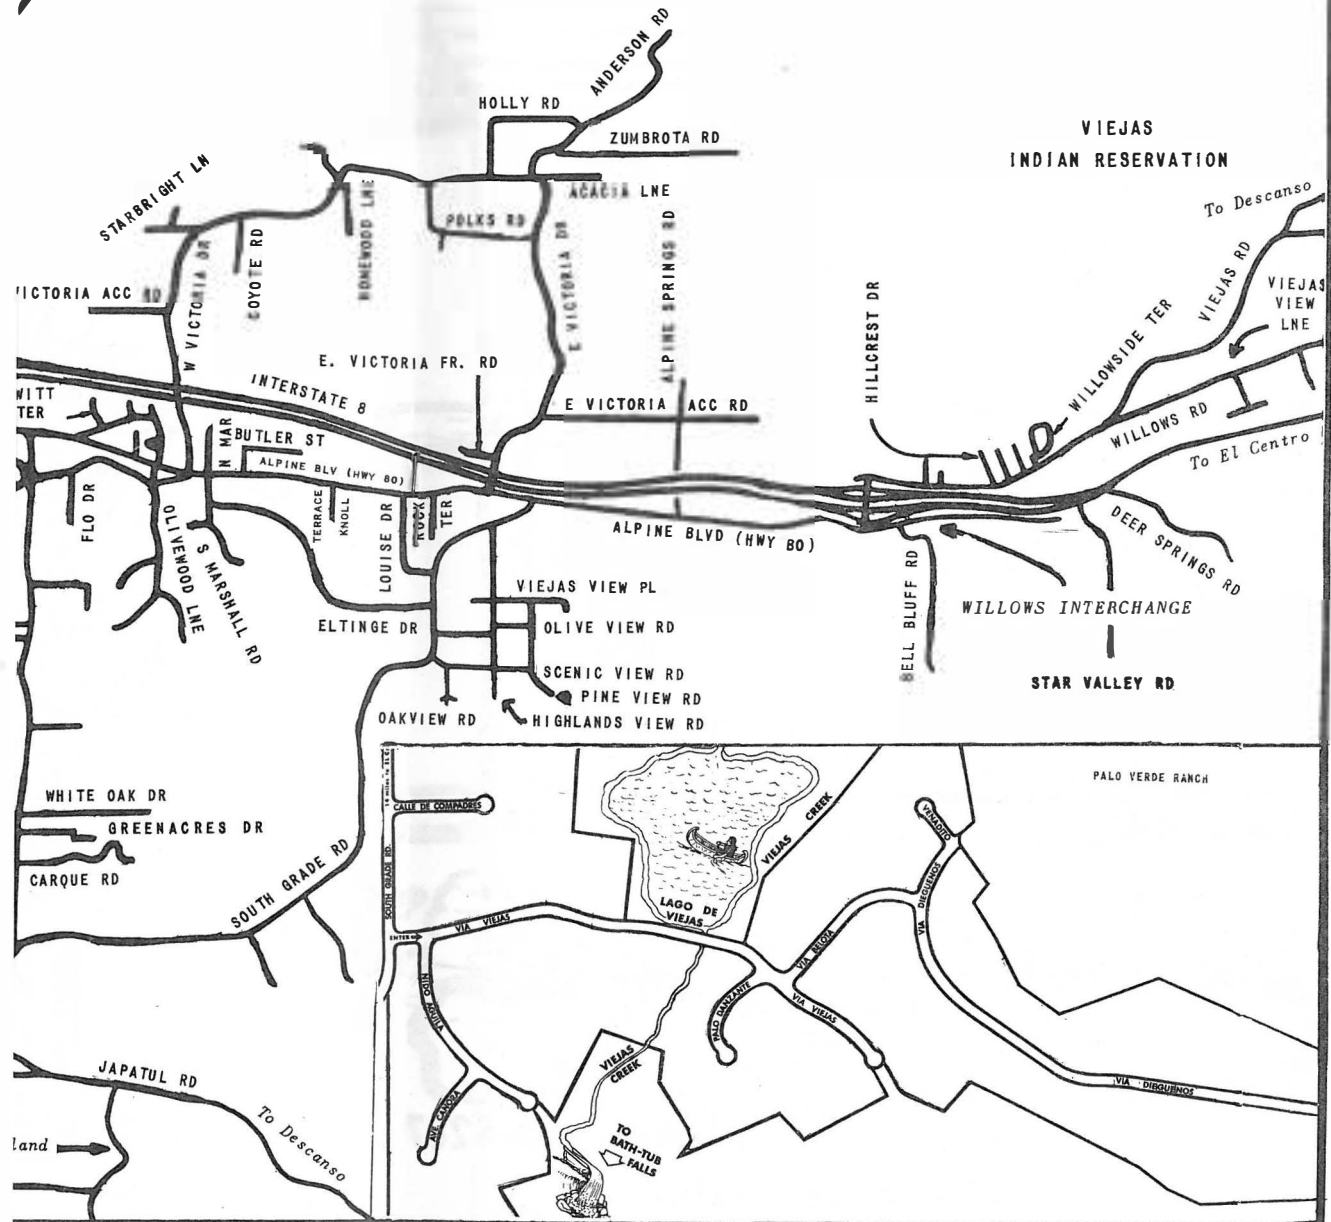 ANDERSON RD
HOLLY RD
ZUMBROTA RD
VIEJAS
INDIAN RESERVATION
STARBRIGHT LN
ACACIA LNE
To Descanso
HOMEWOOD LNE
POLKS RD
COYOTE RD
W VICTORIA DR
E VICTORIA DR
ALPINE SPRINGS RD
VICTORIA ACC RD
HILLCREST DR
WILLOWSIDE TER
VIEJAS RD
VIEJAS
VIEW
LNE
E. VICTORIA FR. RD
INTERSTATE 8
E VICTORIA ACC RD
WITT
TER
N MAR
BUTLER ST
ALPINE BLV (HWY 80)
WILLOWS RD
To El Centro
FLO DR
OLIVEWOOD LNE
S MARSHALL RD
TERRACE
KNOLL
LOUISE DR
ROCK
TER
ALPINE BLVD (HWY 80)
DEER SPRINGS RD
BELL BLUFF RD
WILLOWS INTERCHANGE
STAR VALLEY RD
VIEJAS VIEW PL
ELTINGE DR
OLIVE VIEW RD
SCENIC VIEW RD
PINE VIEW RD
OAKVIEW RD
HIGHLANDS VIEW RD
WHITE OAK DR
GREENACRES DR
CARQUE RD
SOUTH GRADE RD
JAPATUL RD
To Descanso
land
PALO VERDE RANCH
CALLE DE COMPADRES
SOUTH GRADE RD.
ENTER
VIA VIEJAS
LAGO DE
VIEJAS
VIEJAS CREEK
VENADITO
VIA DIEGUENOS
VIA BELOTA
PALO DANZANTE
VIA VIEJAS
NIDO AGUILA
AVE. CANORA
VIEJAS
CREEK
VIA DIEGUENOS
TO
BATH-TUB
FALLS